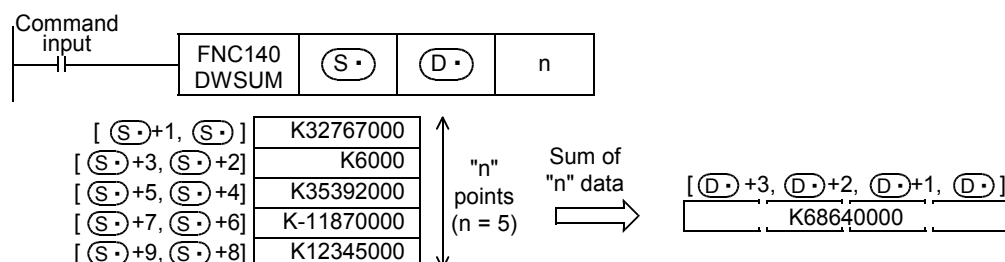 Command
input
FNC140
DWSUM
S·
D·
n
[ S·+1, S· ] K32767000
[ S·+3, S·+2] K6000
[ S·+5, S·+4] K35392000
[ S·+7, S·+6] K-11870000
[ S·+9, S·+8] K12345000
"n"
points
(n = 5)
Sum of
"n" data
[ D·+3, D·+2, D·+1, D· ]
K68640000